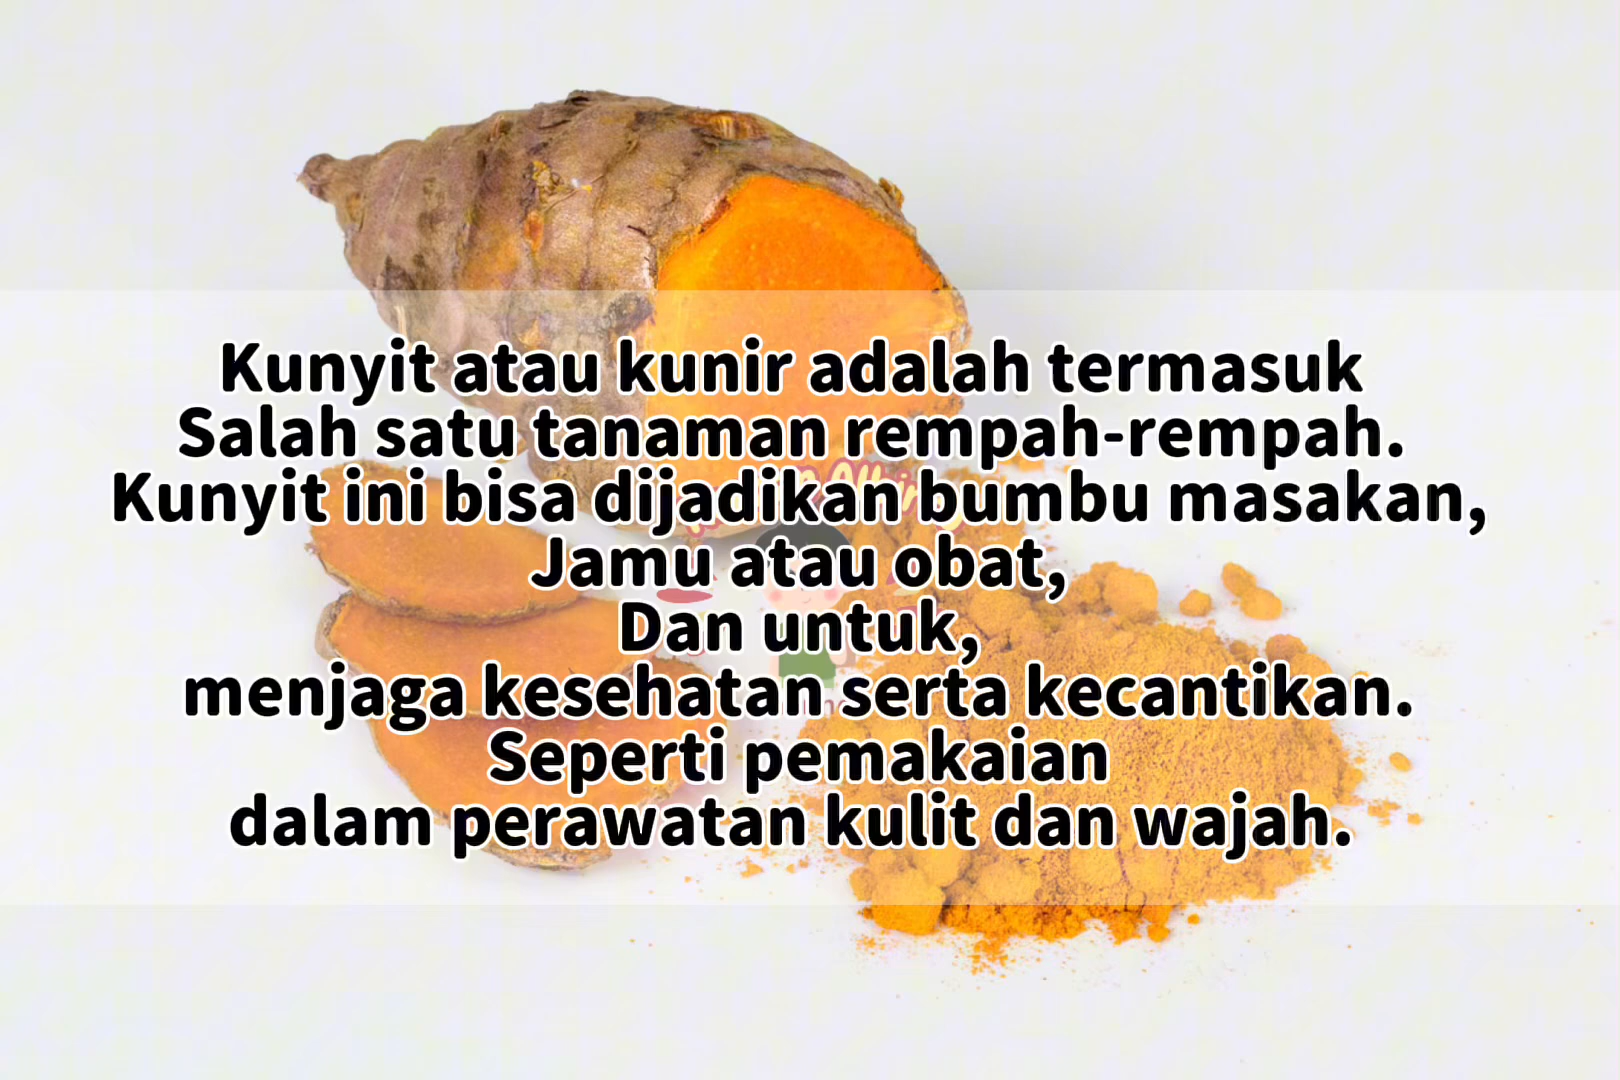 Kunyit atau kunir adalah termasuk
Salah satu tanaman rempah-rempah.
Kunyit ini bisa dijadikan bumbu masakan,
Jamu atau obat,
Dan untuk,
menjaga kesehatan serta kecantikan.
Seperti pemakaian
dalam perawatan kulit dan wajah.